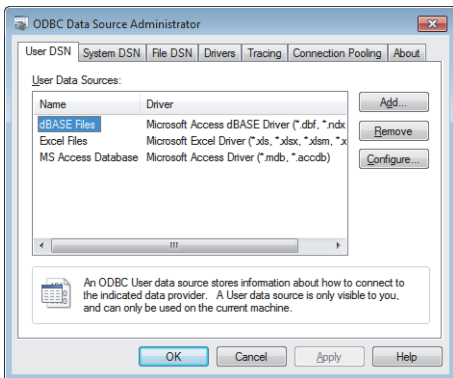 ODBC Data Source Administrator
User DSN System DSN File DSN Drivers Tracing Connection Pooling About
User Data Sources:
Name Driver
dBASE Files Microsoft Access dBASE Driver (*.dbf, *.ndx
Excel Files Microsoft Excel Driver (*.xls, *.xlsx, *.xlsm, *.x
MS Access Database Microsoft Access Driver (*.mdb, *.accdb)
Add...
Remove
Configure...
An ODBC User data source stores information about how to connect to
the indicated data provider. A User data source is only visible to you,
and can only be used on the current machine.
OK Cancel Apply Help